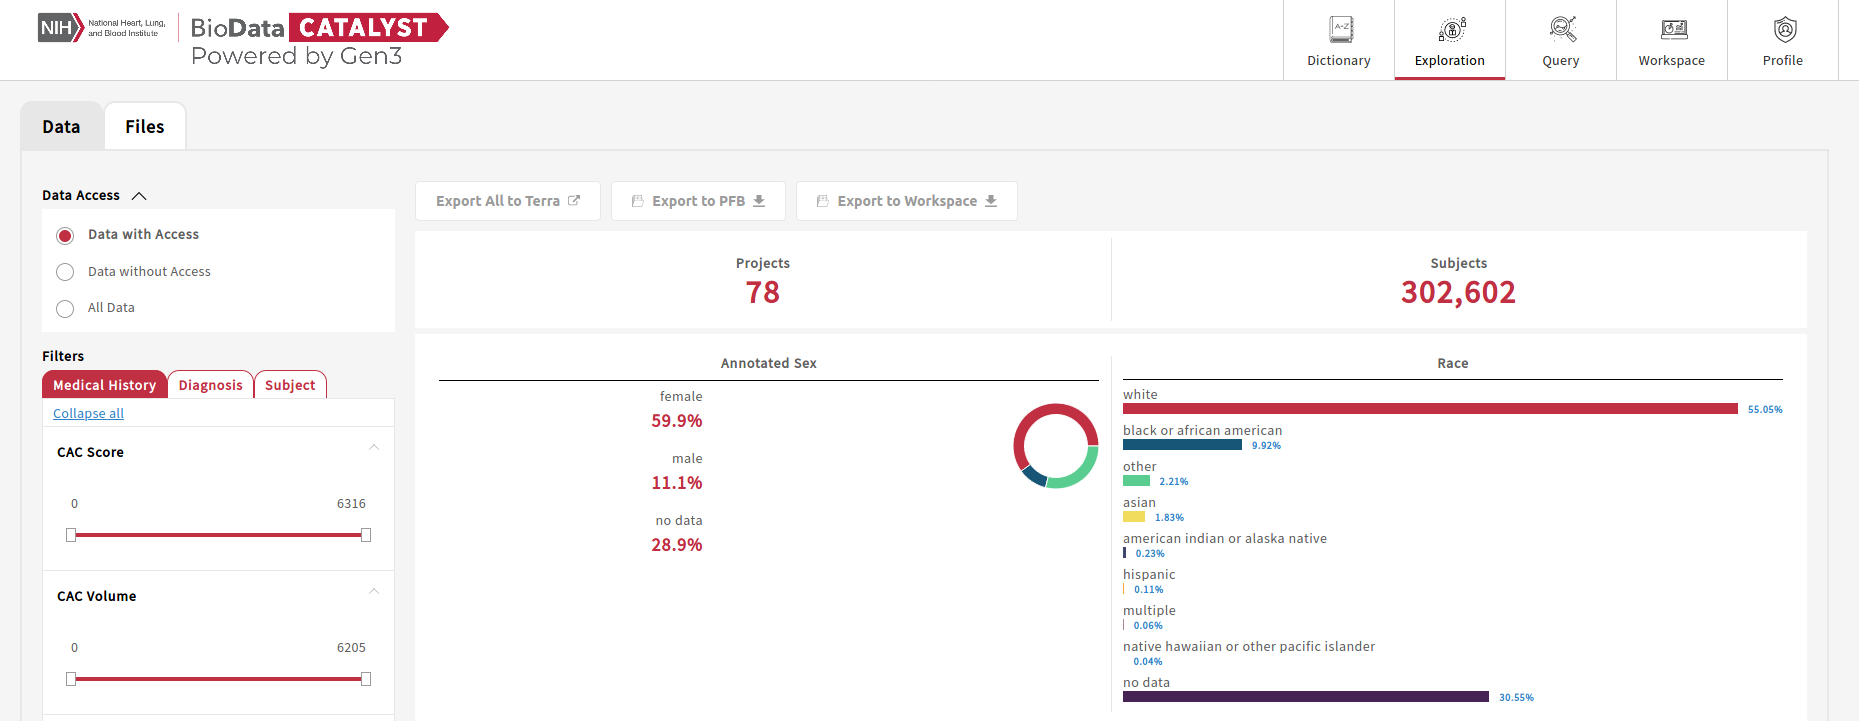 NIH National Heart, Lung, and Blood Institute
BioData CATALYST
Powered by Gen3
Dictionary
Exploration
Query
Workspace
Profile
Data
Files
Data Access
Data with Access
Data without Access
All Data
Filters
Medical History
Diagnosis
Subject
Collapse all
CAC Score
0
6316
CAC Volume
0
6205
Export All to Terra
Export to PFB
Export to Workspace
Projects
78
Subjects
302,602
Annotated Sex
female
59.9%
male
11.1%
no data
28.9%
Race
white
55.05%
black or african american
9.92%
other
2.21%
asian
1.83%
american indian or alaska native
0.23%
hispanic
0.11%
multiple
0.06%
native hawaiian or other pacific islander
0.04%
no data
30.55%